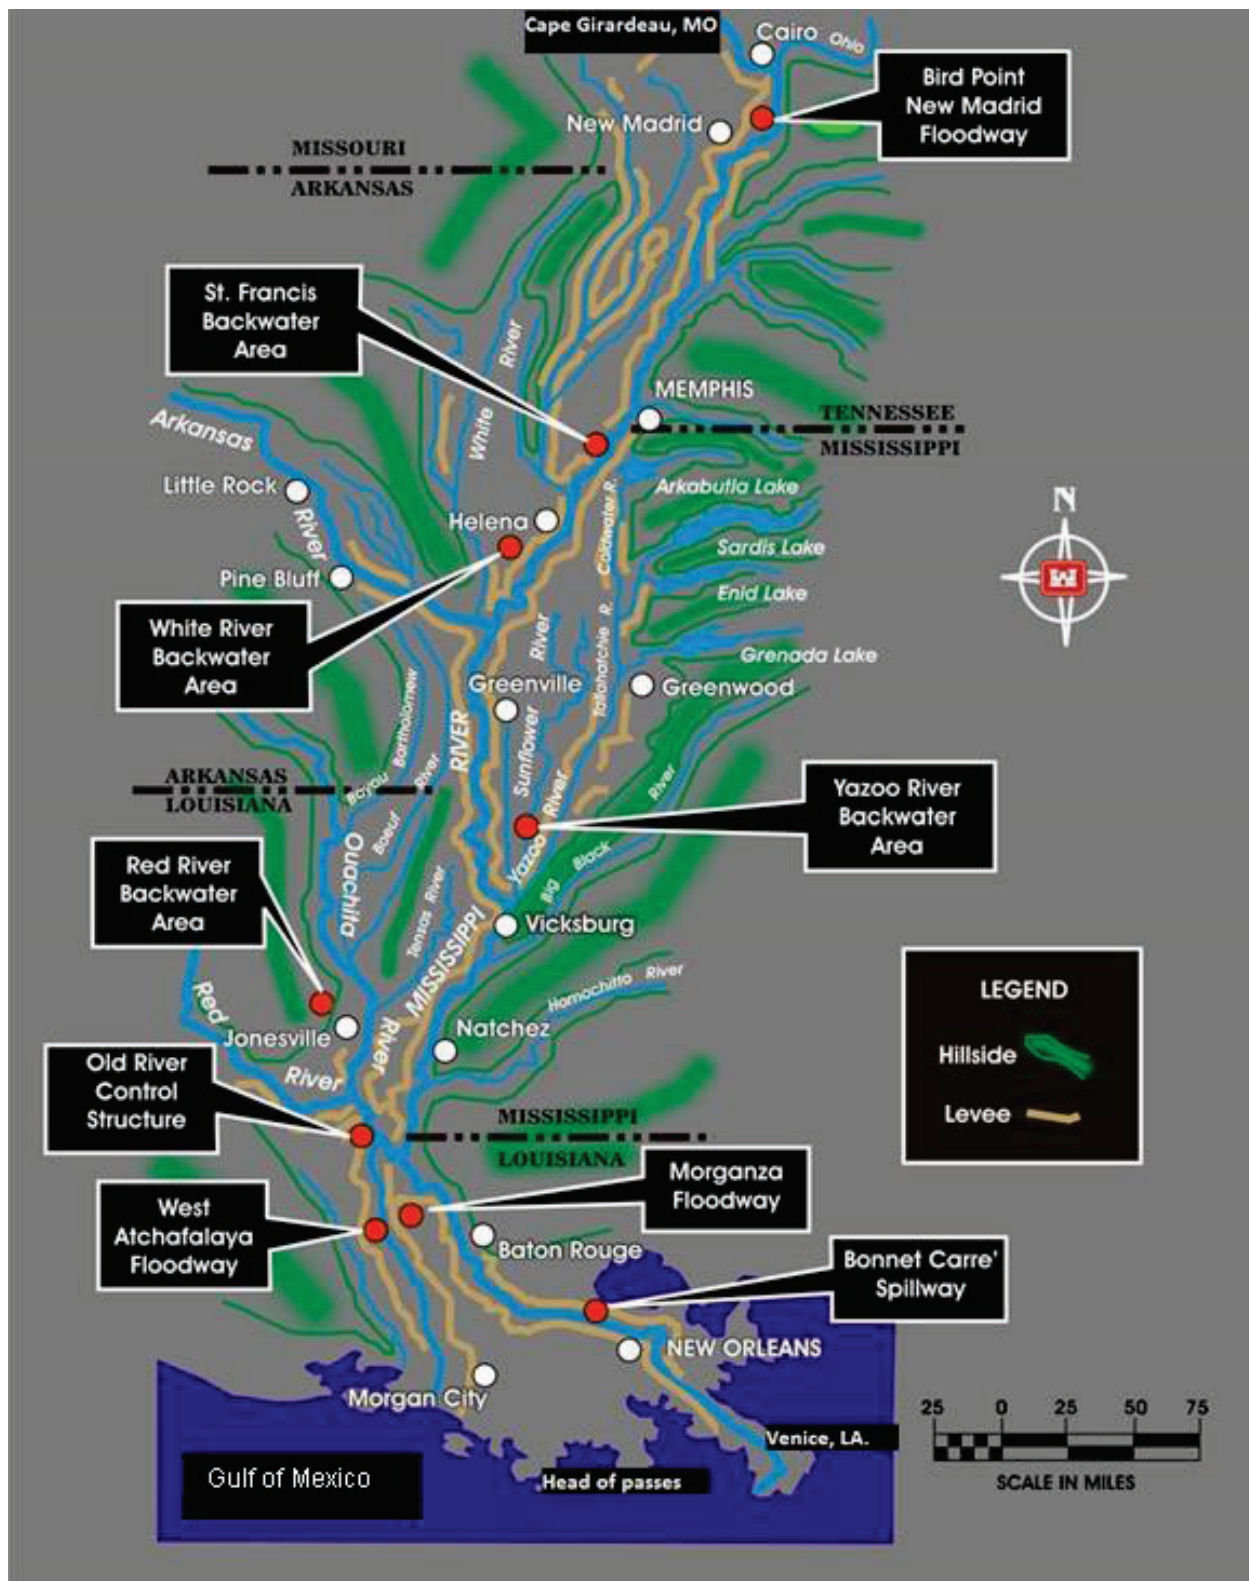 Cape Girardeau, MO
Cairo
Ohio
Bird Point
New Madrid
Floodway
New Madrid
MISSOURI
ARKANSAS
St. Francis
Backwater
Area
White River
MEMPHIS
TENNESSEE
MISSISSIPPI
Arkansas
River
Little Rock
Helena
Coldwater R.
Arkabutla Lake
Sardis Lake
Pine Bluff
Enid Lake
N
White River
Backwater
Area
Tallahatchie R.
Grenada Lake
Greenville
Greenwood
Sunflower River
Bayou Bartholomew
Boeuf River
ARKANSAS
LOUISIANA
Yazoo River
Backwater
Area
Yazoo River
Big Black River
Red River
Backwater
Area
Ouachita River
Tensas River
MISSISSIPPI RIVER
Vicksburg
Homochitto River
Natchez
Red River
Jonesville
Old River
Control
Structure
LEGEND
Hillside
Levee
MISSISSIPPI
LOUISIANA
West
Atchafalaya
Floodway
Morganza
Floodway
Baton Rouge
Bonnet Carre'
Spillway
NEW ORLEANS
Morgan City
Venice, LA.
Gulf of Mexico
Head of passes
25 0 25 50 75
SCALE IN MILES